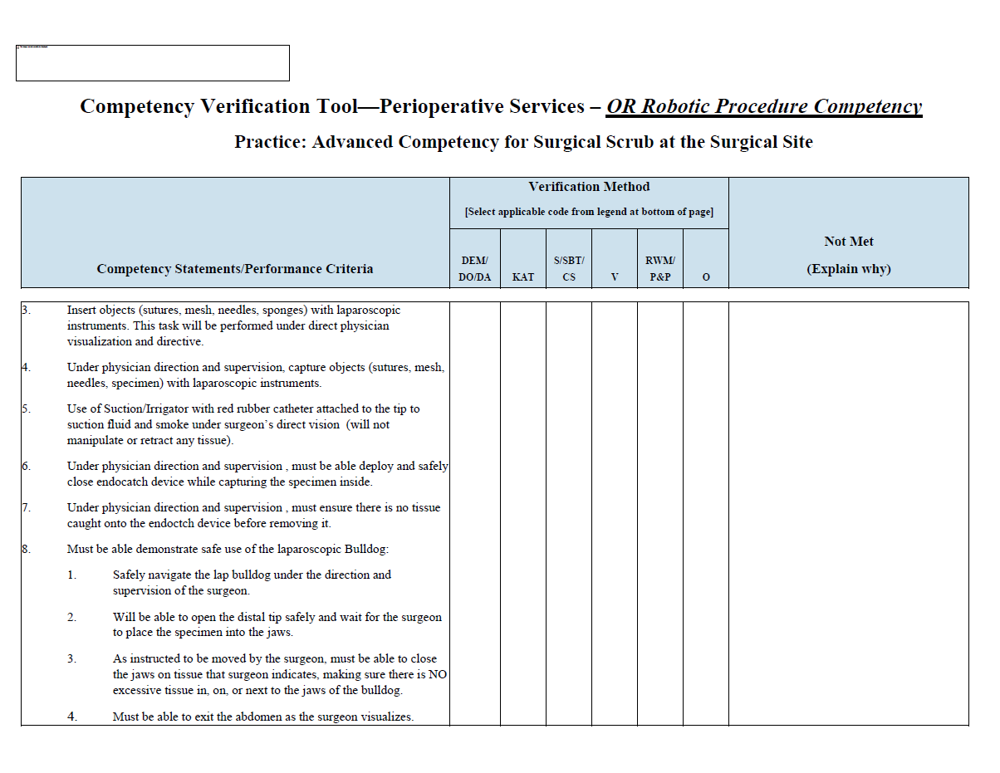 Competency Verification Tool—Perioperative Services – OR Robotic Procedure Competency
Practice: Advanced Competency for Surgical Scrub at the Surgical Site
Competency Statements/Performance Criteria
Verification Method
[Select applicable code from legend at bottom of page]
DEM/
DO/DA
KAT
S/SBT/
CS
V
RWM/
P&P
O
Not Met
(Explain why)
3. Insert objects (sutures, mesh, needles, sponges) with laparoscopic
instruments. This task will be performed under direct physician
visualization and directive.
4. Under physician direction and supervision, capture objects (sutures, mesh,
needles, specimen) with laparoscopic instruments.
5. Use of Suction/Irrigator with red rubber catheter attached to the tip to
suction fluid and smoke under surgeon’s direct vision (will not
manipulate or retract any tissue).
6. Under physician direction and supervision , must be able deploy and safely
close endocatch device while capturing the specimen inside.
7. Under physician direction and supervision , must ensure there is no tissue
caught onto the endoctch device before removing it.
8. Must be able demonstrate safe use of the laparoscopic Bulldog:
1. Safely navigate the lap bulldog under the direction and
supervision of the surgeon.
2. Will be able to open the distal tip safely and wait for the surgeon
to place the specimen into the jaws.
3. As instructed to be moved by the surgeon, must be able to close
the jaws on tissue that surgeon indicates, making sure there is NO
excessive tissue in, on, or next to the jaws of the bulldog.
4. Must be able to exit the abdomen as the surgeon visualizes.